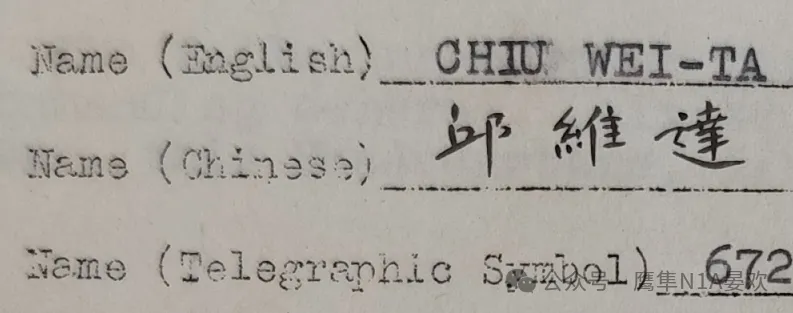 Name (English) CHIU WEI-TA
Name (Chinese) 邱維達
Name (Telegraphic Symbol) 672
公众号 鹰隼N1A晏欢